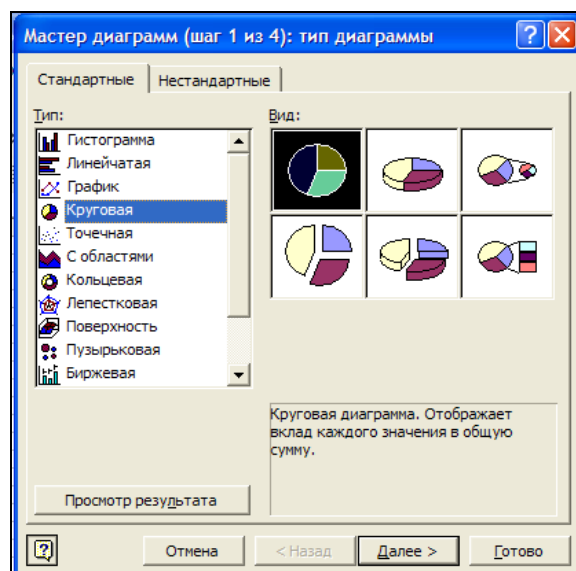 Мастер диаграмм (шаг 1 из 4): тип диаграммы
Стандартные
Нестандартные
Тип:
Гистограмма
Линейчатая
График
Круговая
Точечная
С областями
Кольцевая
Лепестковая
Поверхность
Пузырьковая
Биржевая
Вид:
Круговая диаграмма. Отображает
вклад каждого значения в общую
сумму.
Просмотр результата
Отмена
< Назад
Далее >
Готово